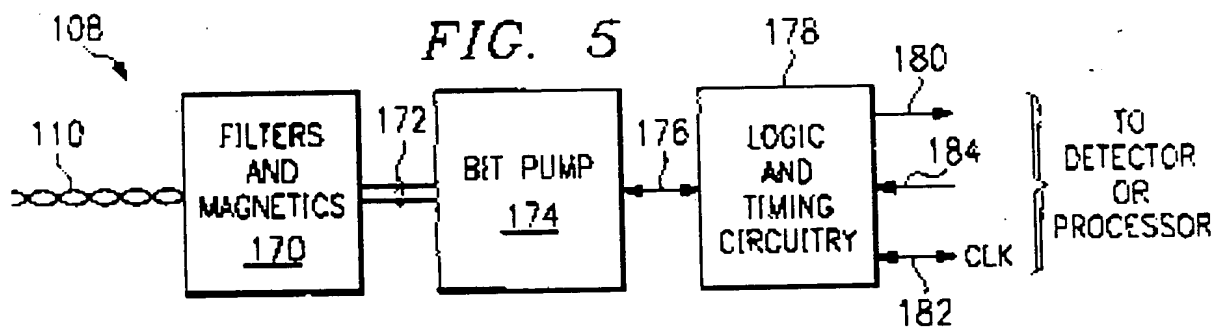 FIG. 5
108
110
FILTERS
AND
MAGNETICS
170
172
BIT PUMP
174
176
178
LOGIC
AND
TIMING
CIRCUITRY
180
184
CLK
182
TO
DETECTOR
OR
PROCESSOR